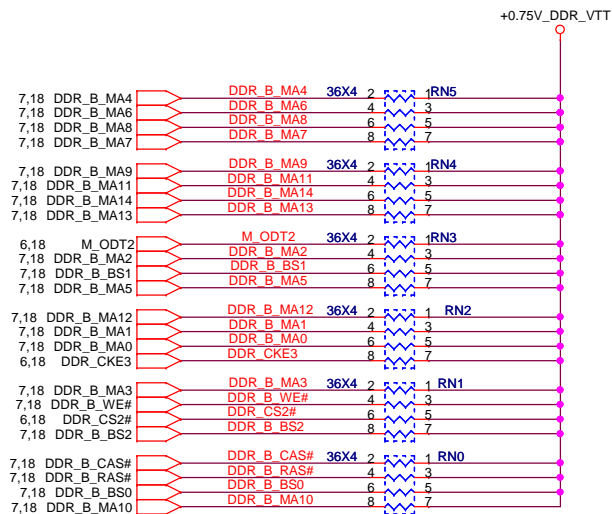 +0.75V_DDR_VTT
7,18 DDR_B_MA4 DDR_B_MA4 36X4 2 1 RN5
7,18 DDR_B_MA6 DDR_B_MA6 4 3
7,18 DDR_B_MA8 DDR_B_MA8 6 5
7,18 DDR_B_MA7 DDR_B_MA7 8 7
7,18 DDR_B_MA9 DDR_B_MA9 36X4 2 1 RN4
7,18 DDR_B_MA11 DDR_B_MA11 4 3
7,18 DDR_B_MA14 DDR_B_MA14 6 5
7,18 DDR_B_MA13 DDR_B_MA13 8 7
6,18 M_ODT2 M_ODT2 36X4 2 1 RN3
7,18 DDR_B_MA2 DDR_B_MA2 4 3
7,18 DDR_B_BS1 DDR_B_BS1 6 5
7,18 DDR_B_MA5 DDR_B_MA5 8 7
7,18 DDR_B_MA12 DDR_B_MA12 36X4 2 1 RN2
7,18 DDR_B_MA1 DDR_B_MA1 4 3
7,18 DDR_B_MA0 DDR_B_MA0 6 5
6,18 DDR_CKE3 DDR_CKE3 8 7
7,18 DDR_B_MA3 DDR_B_MA3 36X4 2 1 RN1
7,18 DDR_B_WE# DDR_B_WE# 4 3
6,18 DDR_CS2# DDR_CS2# 6 5
7,18 DDR_B_BS2 DDR_B_BS2 8 7
7,18 DDR_B_CAS# DDR_B_CAS# 36X4 2 1 RN0
7,18 DDR_B_RAS# DDR_B_RAS# 4 3
7,18 DDR_B_BS0 DDR_B_BS0 6 5
7,18 DDR_B_MA10 DDR_B_MA10 8 7